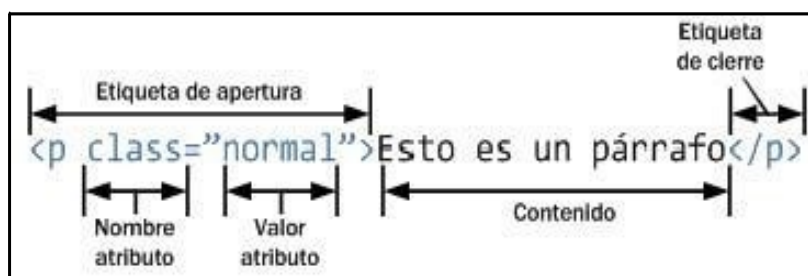 Etiqueta
de cierre
Etiqueta de apertura
<p class=”normal”>Esto es un párrafo</p>
Nombre
atributo
Valor
atributo
Contenido